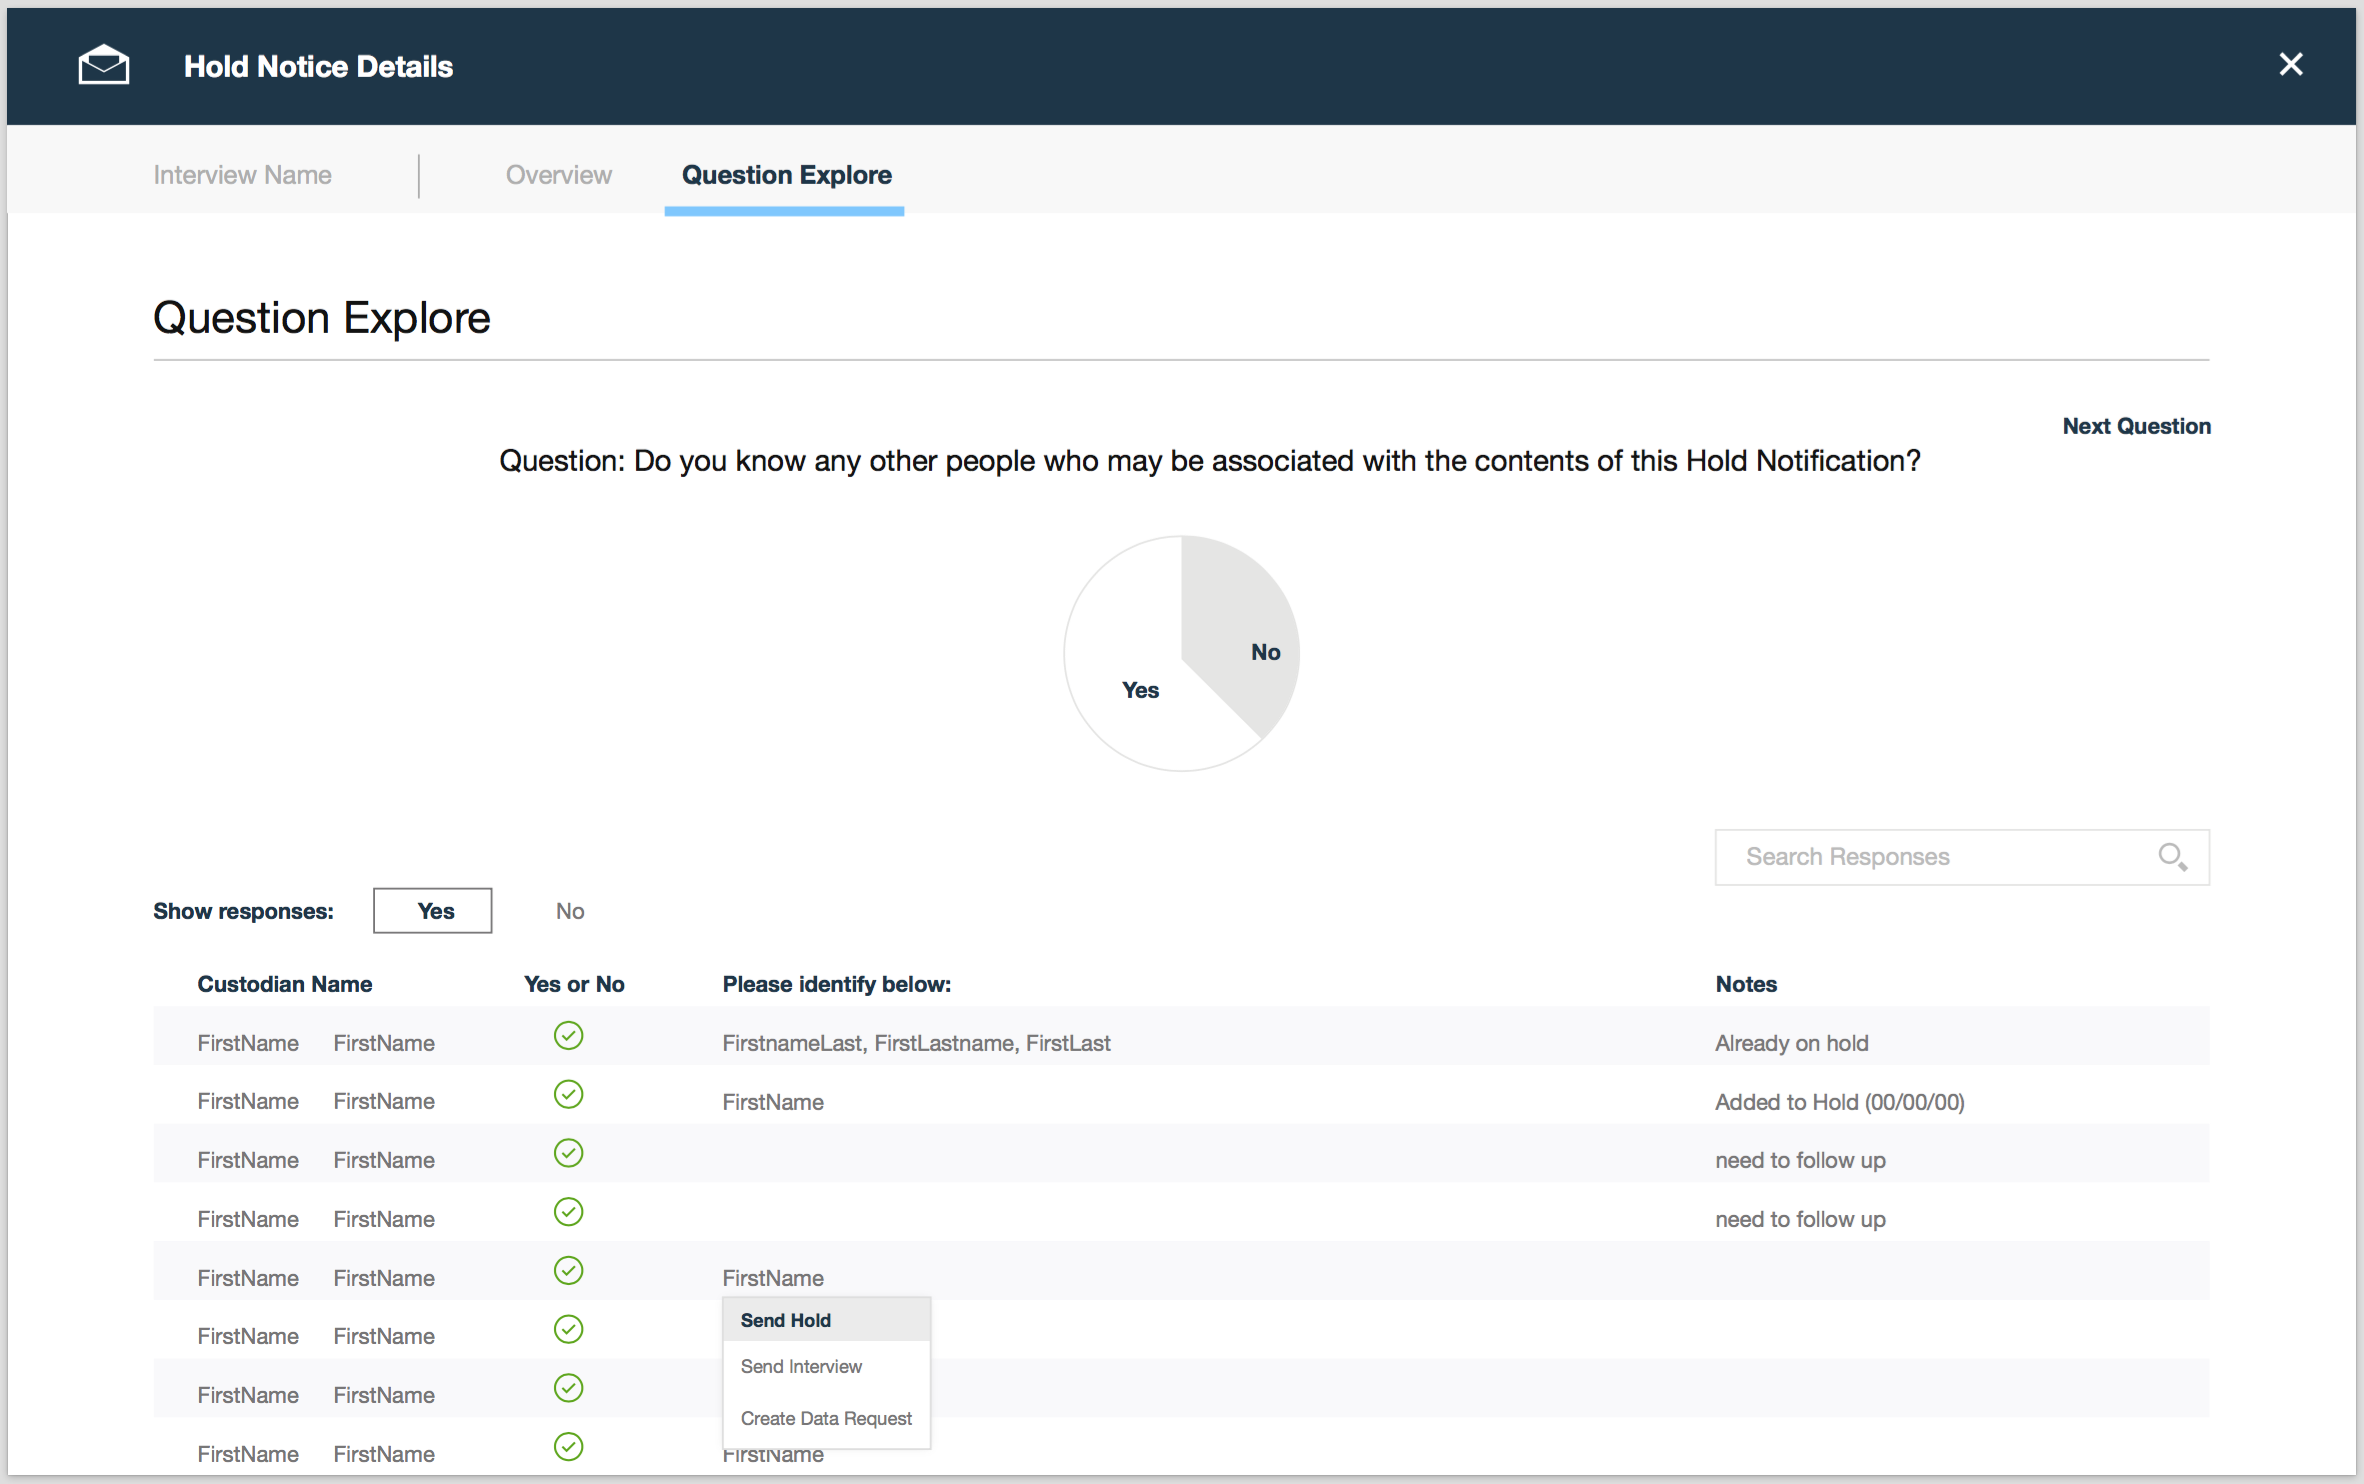 Hold Notice Details
Interview Name Overview Question Explore
Question Explore
Next Question
Question: Do you know any other people who may be associated with the contents of this Hold Notification?
No
Yes
Search Responses
Show responses: Yes No
Custodian Name Yes or No Please identify below: Notes
FirstName FirstName FirstnameLast, FirstLastname, FirstLast Already on hold
FirstName FirstName FirstName Added to Hold (00/00/00)
FirstName FirstName need to follow up
FirstName FirstName need to follow up
FirstName FirstName FirstName
Send Hold
FirstName FirstName
Send Interview
FirstName FirstName
Create Data Request
FirstName FirstName FirstName